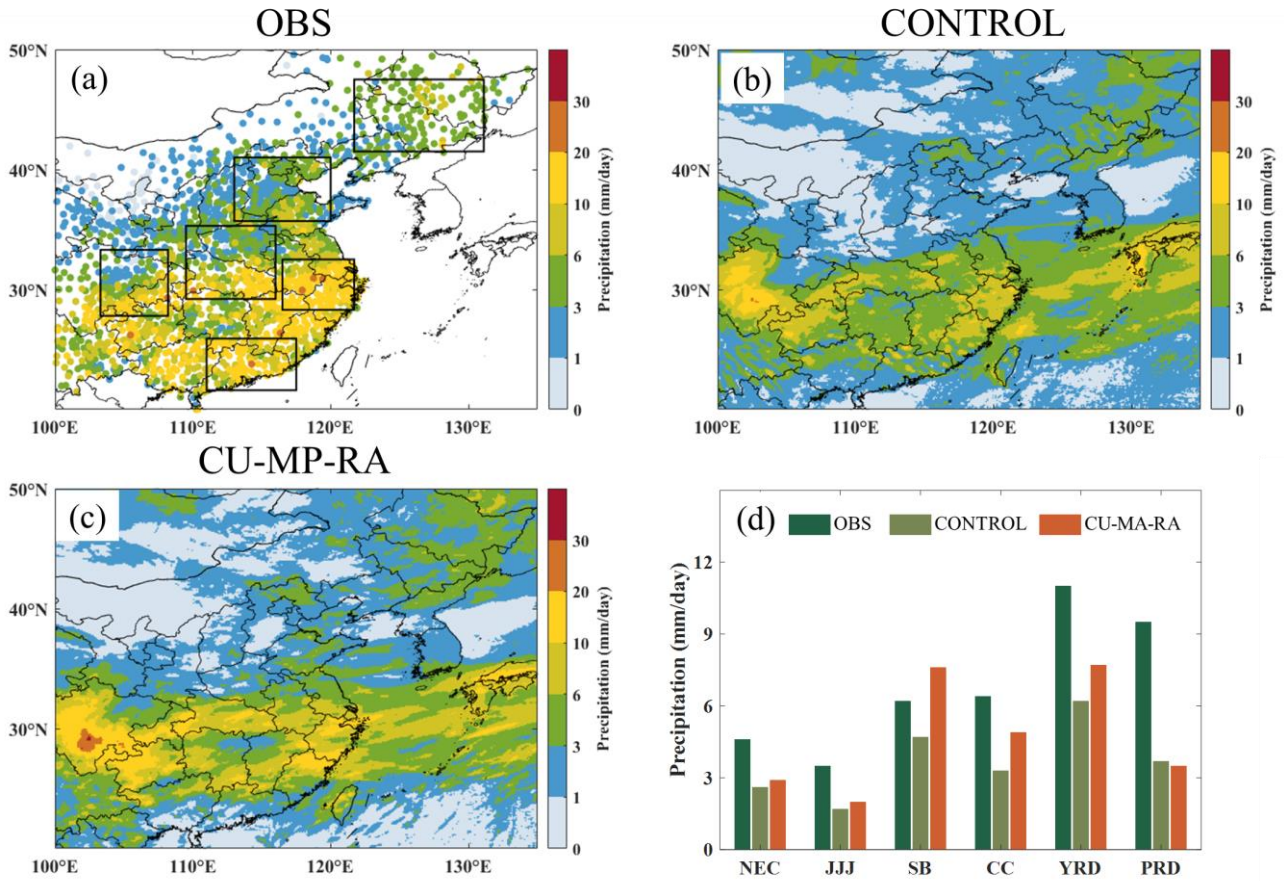 OBS
(a)
50°N
40°N
30°N
100°E 110°E 120°E 130°E
30
20
10
6
3
1
0
Precipitation (mm/day)
CONTROL
(b)
50°N
40°N
30°N
100°E 110°E 120°E 130°E
30
20
10
6
3
1
0
Precipitation (mm/day)
CU-MP-RA
(c)
50°N
40°N
30°N
100°E 110°E 120°E 130°E
30
20
10
6
3
1
0
Precipitation (mm/day)
(d)
OBS CONTROL CU-MA-RA
Precipitation (mm/day)
12
9
6
3
0
NEC JJJ SB CC YRD PRD